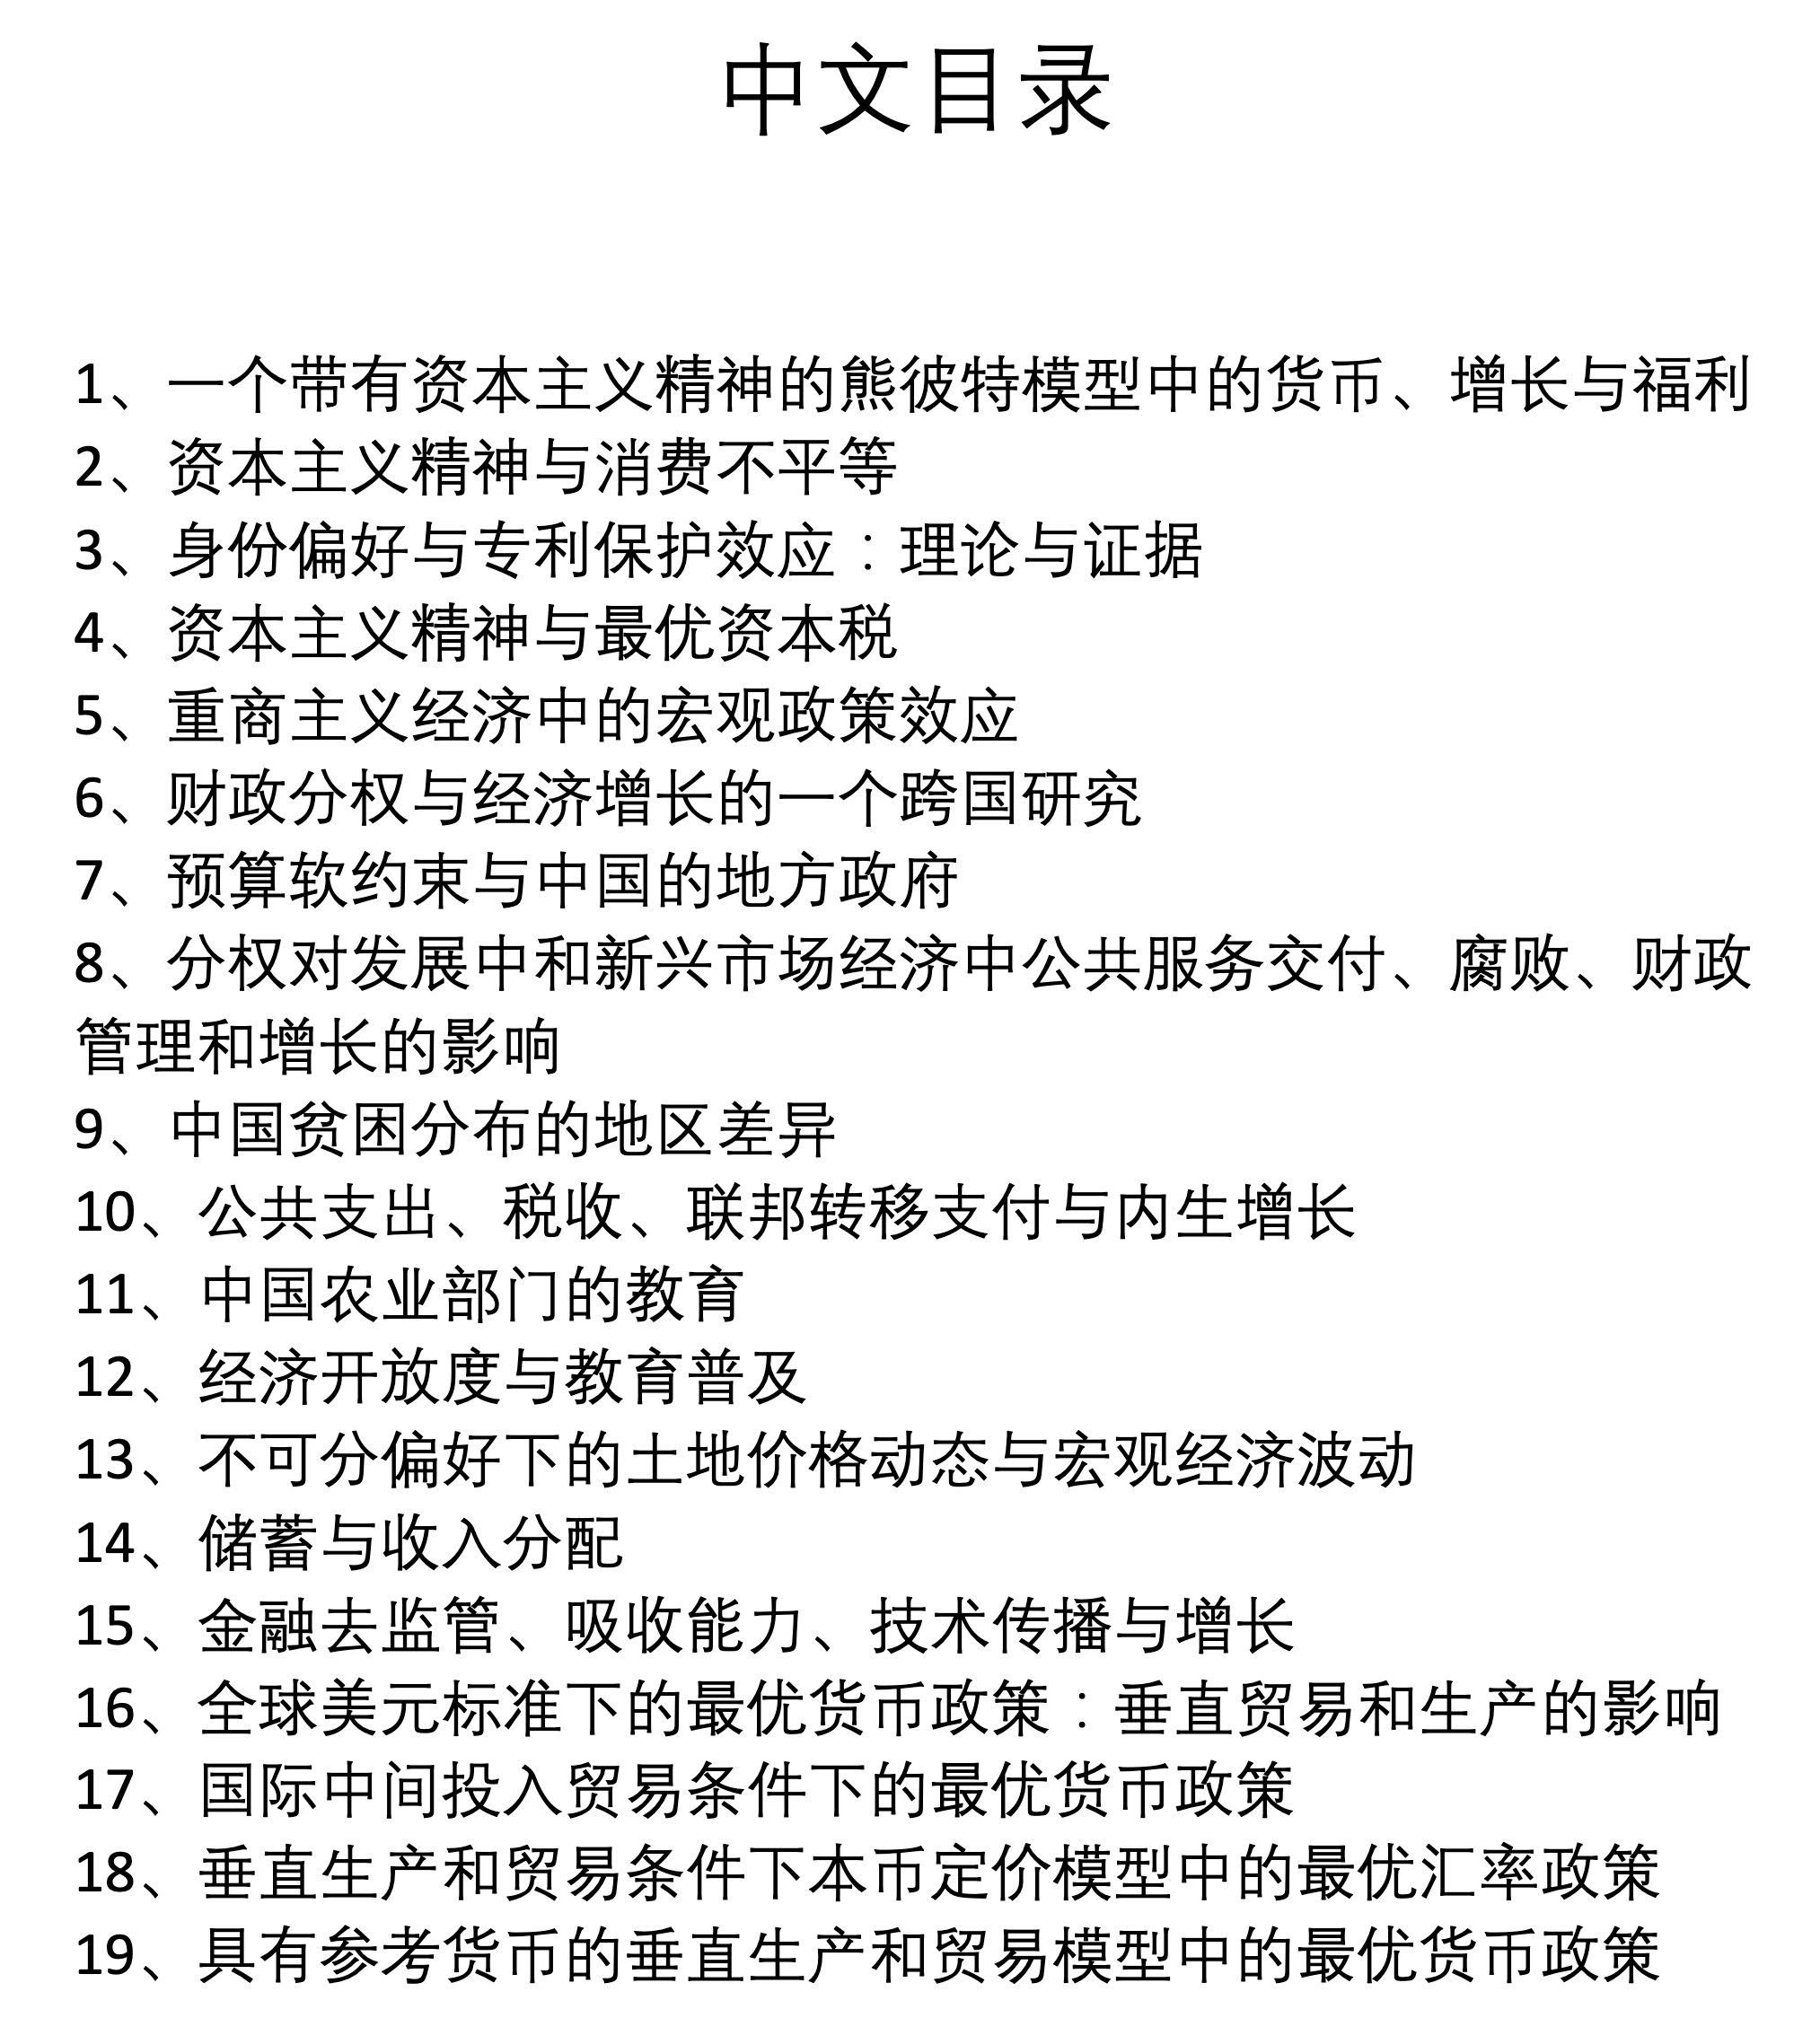 中文目录
1、一个带有资本主义精神的熊彼特模型中的货币、增长与福利
2、资本主义精神与消费不平等
3、身份偏好与专利保护效应：理论与证据
4、资本主义精神与最优资本税
5、重商主义经济中的宏观政策效应
6、财政分权与经济增长的一个跨国研究
7、预算软约束与中国的地方政府
8、分权对发展中和新兴市场经济中公共服务交付、腐败、财政
管理和增长的影响
9、中国贫困分布的地区差异
10、公共支出、税收、联邦转移支付与内生增长
11、中国农业部门的教育
12、经济开放度与教育普及
13、不可分偏好下的土地价格动态与宏观经济波动
14、储蓄与收入分配
15、金融去监管、吸收能力、技术传播与增长
16、全球美元标准下的最优货币政策：垂直贸易和生产的影响
17、国际中间投入贸易条件下的最优货币政策
18、垂直生产和贸易条件下本币定价模型中的最优汇率政策
19、具有参考货币的垂直生产和贸易模型中的最优货币政策